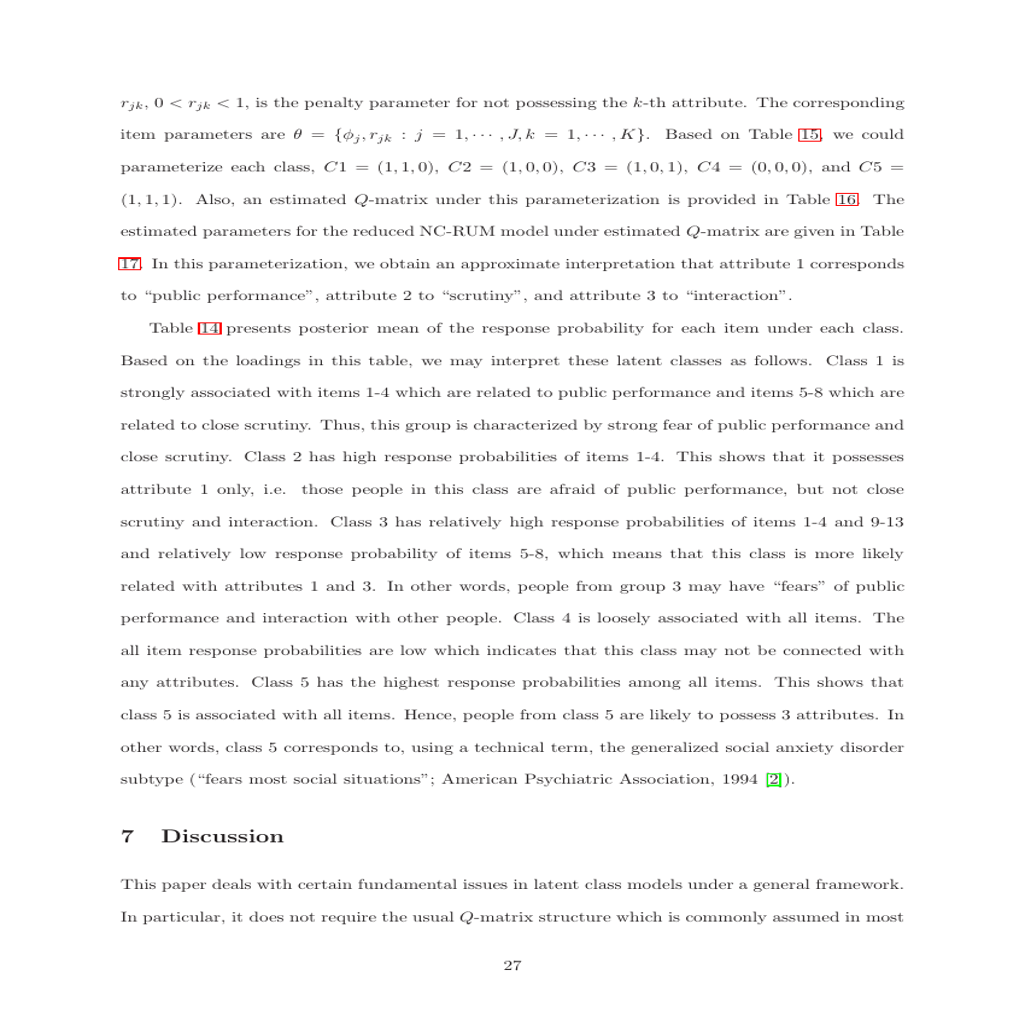 r_{jk}, 0 < r_{jk} < 1, is the penalty parameter for not possessing the k-th attribute. The corresponding
item parameters are θ = {ϕ_j, r_{jk} : j = 1, ⋯ , J, k = 1, ⋯ , K}. Based on Table 15, we could
parameterize each class, C1 = (1, 1, 0), C2 = (1, 0, 0), C3 = (1, 0, 1), C4 = (0, 0, 0), and C5 =
(1, 1, 1). Also, an estimated Q-matrix under this parameterization is provided in Table 16. The
estimated parameters for the reduced NC-RUM model under estimated Q-matrix are given in Table
17. In this parameterization, we obtain an approximate interpretation that attribute 1 corresponds
to “public performance”, attribute 2 to “scrutiny”, and attribute 3 to “interaction”.
Table 14 presents posterior mean of the response probability for each item under each class.
Based on the loadings in this table, we may interpret these latent classes as follows. Class 1 is
strongly associated with items 1-4 which are related to public performance and items 5-8 which are
related to close scrutiny. Thus, this group is characterized by strong fear of public performance and
close scrutiny. Class 2 has high response probabilities of items 1-4. This shows that it possesses
attribute 1 only, i.e. those people in this class are afraid of public performance, but not close
scrutiny and interaction. Class 3 has relatively high response probabilities of items 1-4 and 9-13
and relatively low response probability of items 5-8, which means that this class is more likely
related with attributes 1 and 3. In other words, people from group 3 may have “fears” of public
performance and interaction with other people. Class 4 is loosely associated with all items. The
all item response probabilities are low which indicates that this class may not be connected with
any attributes. Class 5 has the highest response probabilities among all items. This shows that
class 5 is associated with all items. Hence, people from class 5 are likely to possess 3 attributes. In
other words, class 5 corresponds to, using a technical term, the generalized social anxiety disorder
subtype (“fears most social situations”; American Psychiatric Association, 1994 [2]).
7 Discussion
This paper deals with certain fundamental issues in latent class models under a general framework.
In particular, it does not require the usual Q-matrix structure which is commonly assumed in most
27